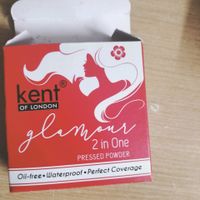 kent®
OF LONDON
glamour
2 in One
PRESSED POWDER
Oil-free • Waterproof • Perfect Coverage